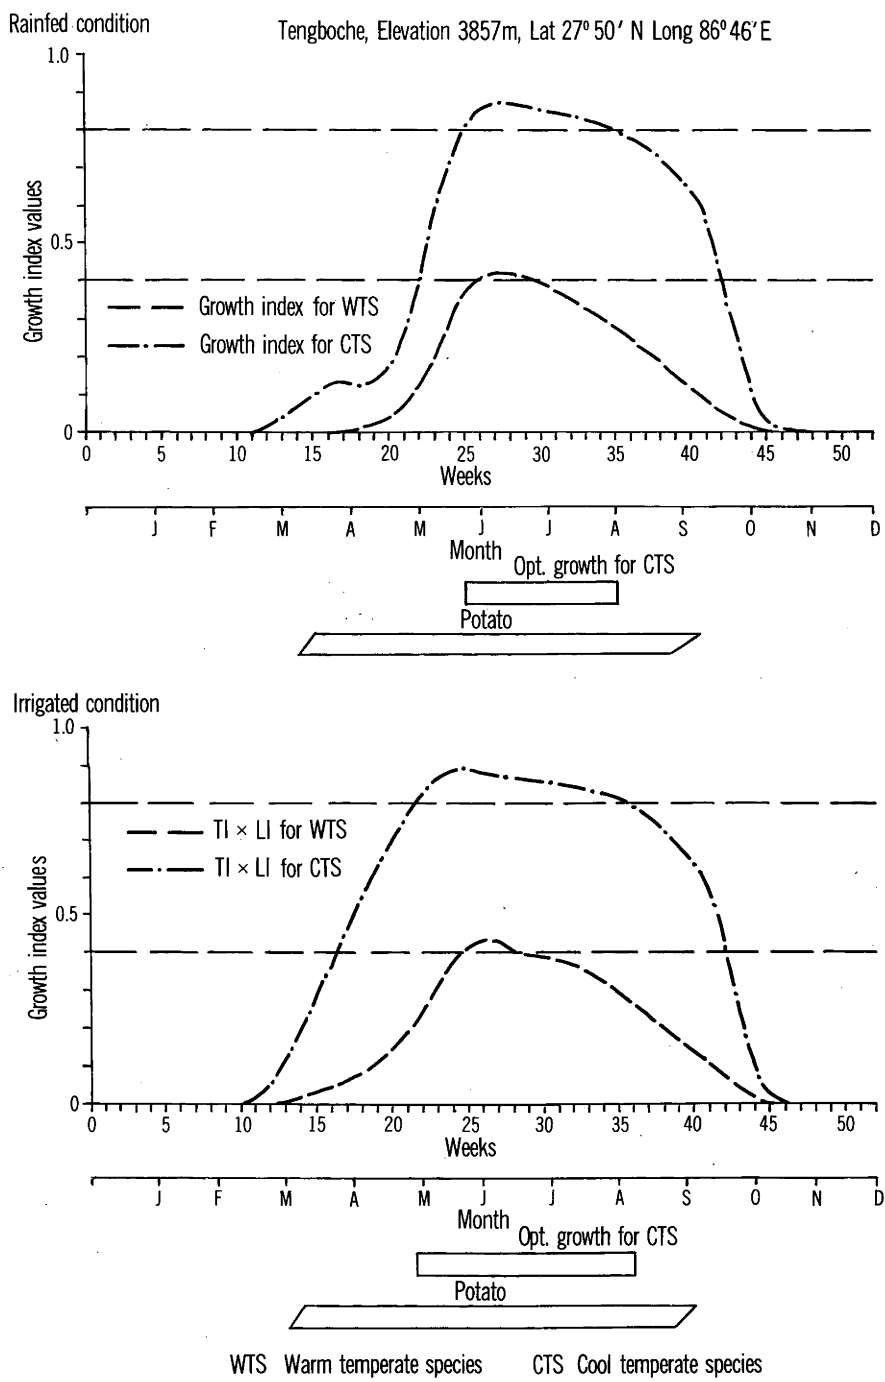 Rainfed condition
Tengboche, Elevation 3857m, Lat 27° 50′ N Long 86° 46′ E
1.0
0.5
0
Growth index values
Growth index for WTS
Growth index for CTS
0 5 10 15 20 25 30 35 40 45 50
Weeks
J F M A M J J A S O N D
Month
Opt. growth for CTS
Potato
Irrigated condition
1.0
0.5
0
Growth index values
TI × LI for WTS
TI × LI for CTS
0 5 10 15 20 25 30 35 40 45 50
Weeks
J F M A M J J A S O N D
Month
Opt. growth for CTS
Potato
WTS Warm temperate species CTS Cool temperate species